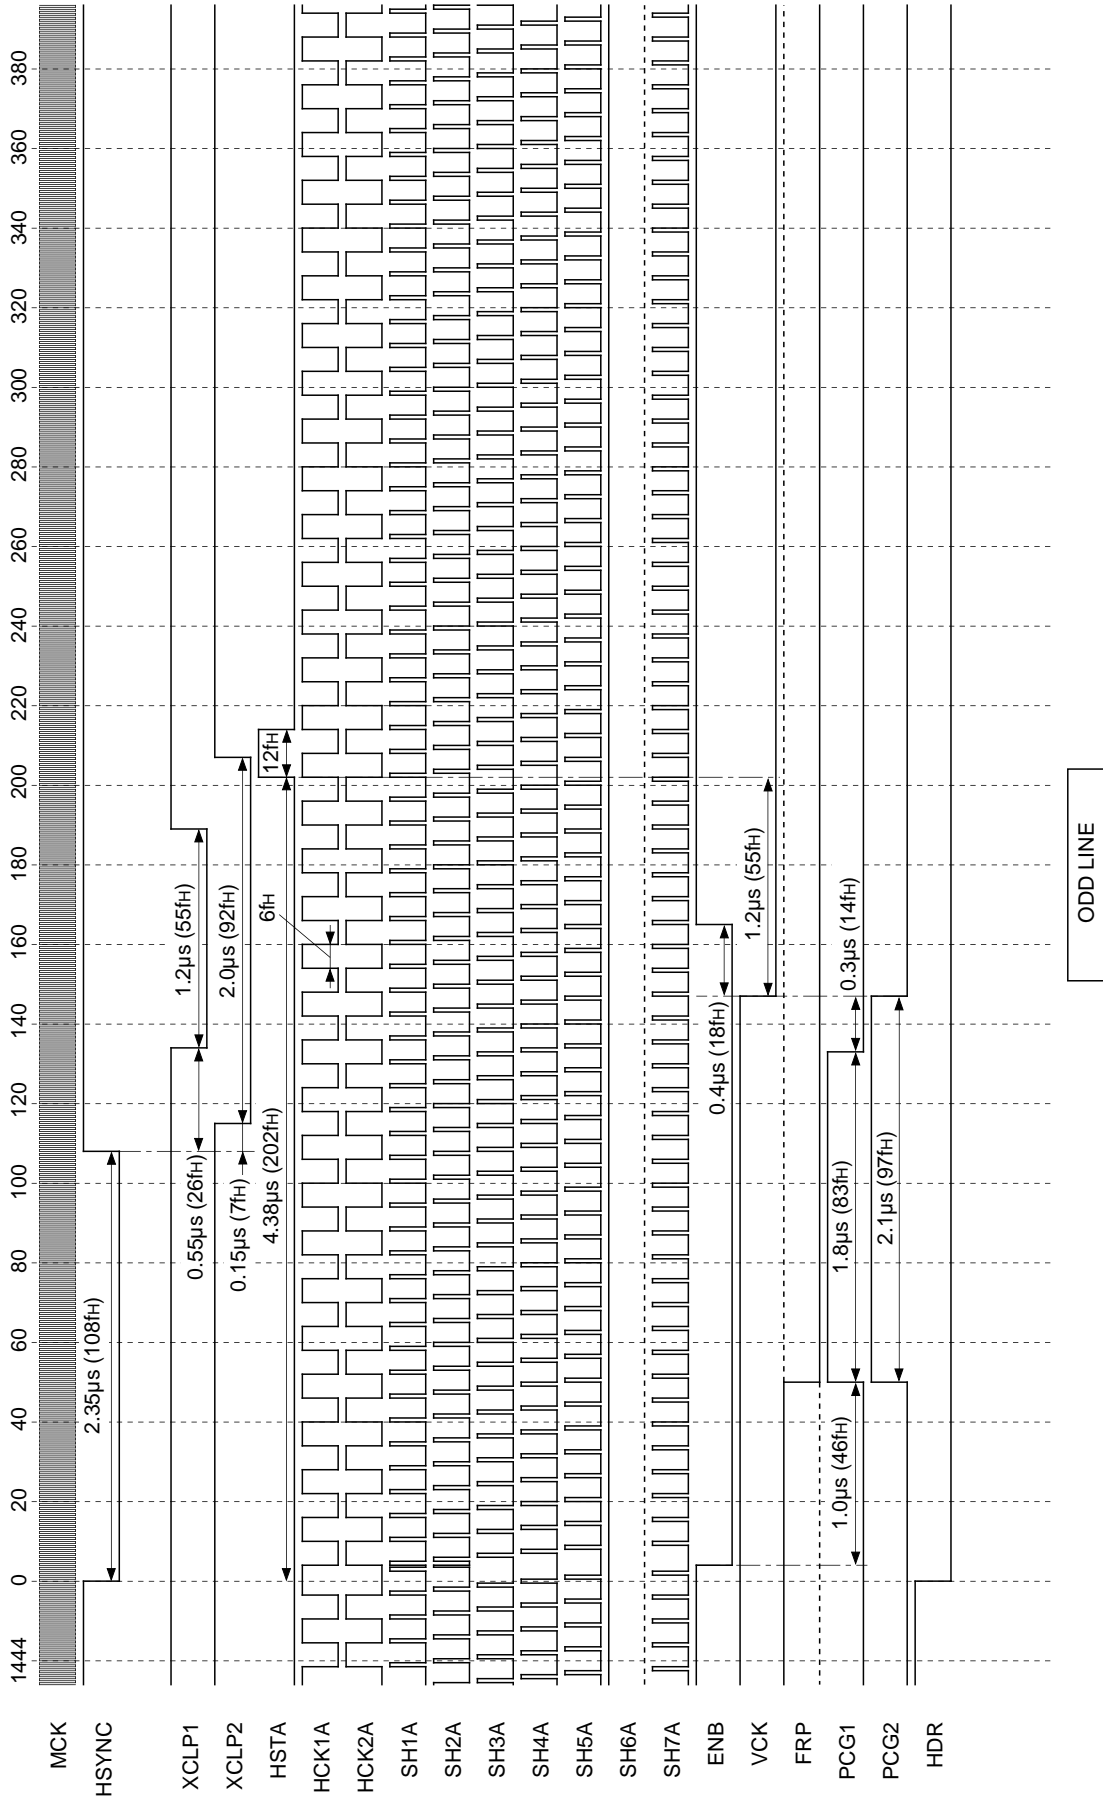 MCK
HSYNC
XCLP1
XCLP2
HSTA
HCK1A
HCK2A
SH1A
SH2A
SH3A
SH4A
SH5A
SH6A
SH7A
ENB
VCK
FRP
PCG1
PCG2
HDR
1444
0
20
40
60
80
100
120
140
160
180
200
220
240
260
280
300
320
340
360
380
2.35µs (108fH)
0.55µs (26fH)
1.2µs (55fH)
0.15µs (7fH)
2.0µs (92fH)
4.38µs (202fH)
12fH
6fH
0.4µs (18fH)
1.2µs (55fH)
1.0µs (46fH)
1.8µs (83fH)
0.3µs (14fH)
2.1µs (97fH)
ODD LINE